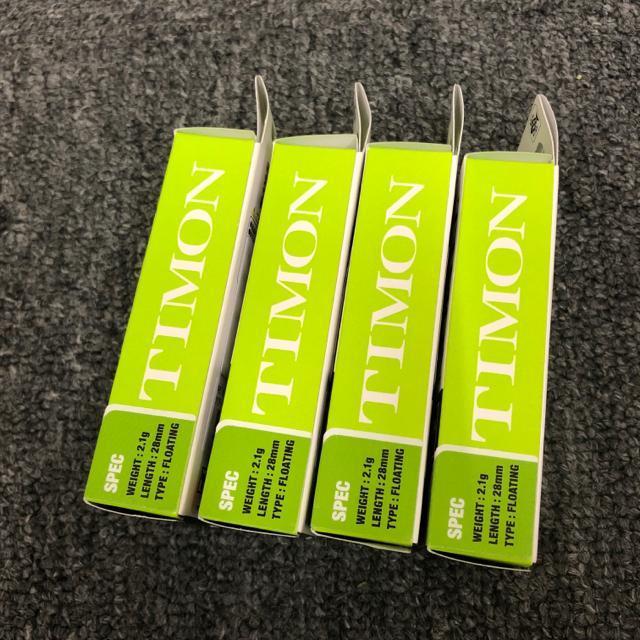 TIMON
SPEC
WEIGHT : 2.1g
LENGTH : 28mm
TYPE : FLOATING
TIMON
SPEC
WEIGHT : 2.1g
LENGTH : 28mm
TYPE : FLOATING
TIMON
SPEC
WEIGHT : 2.1g
LENGTH : 28mm
TYPE : FLOATING
TIMON
SPEC
WEIGHT : 2.1g
LENGTH : 28mm
TYPE : FLOATING